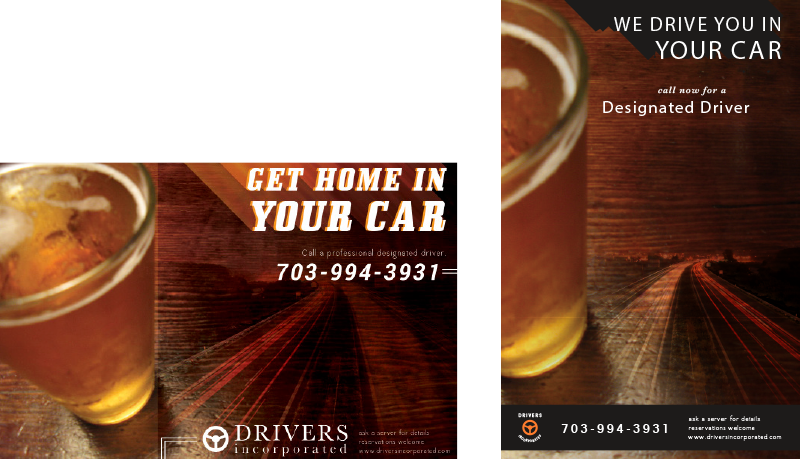 GET HOME IN
YOUR CAR
Call a professional designated driver.
703-994-3931
DRIVERS
incorporated
ask a server for details
reservations welcome
www.driversincorporated.com
WE DRIVE YOU IN
YOUR CAR
call now for a
Designated Driver
DRIVERS
incorporated
703-994-3931
ask a server for details
reservations welcome
www.driversincorporated.com